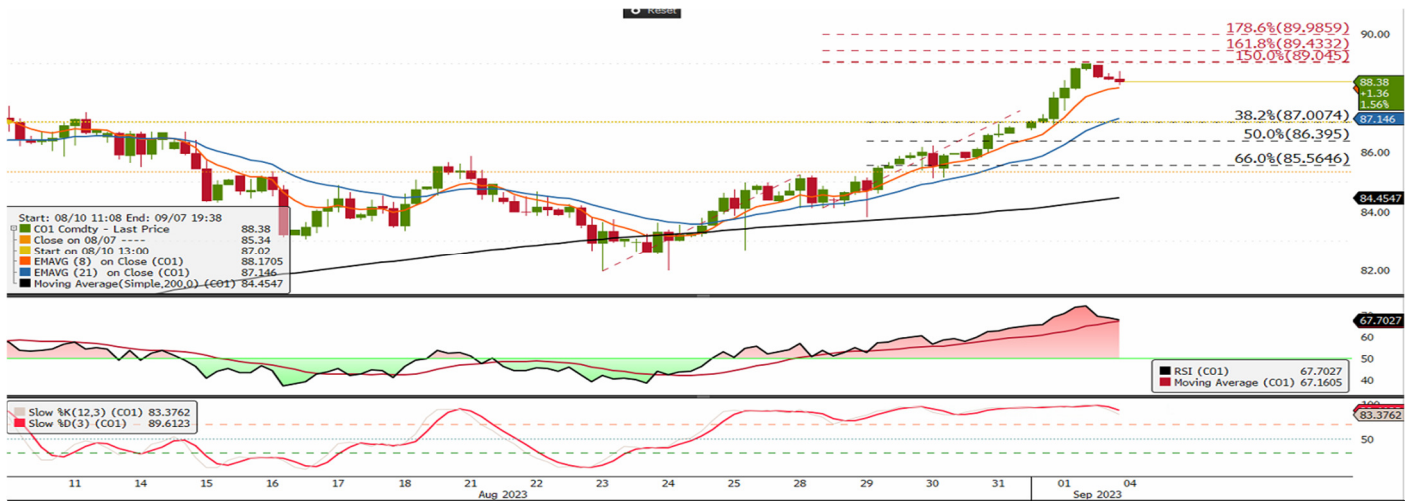 Reset
178.6%(89.9859)
161.8%(89.4332)
150.0%(89.045)
38.2%(87.0074)
50.0%(86.395)
66.0%(85.5646)
90.00
88.38
+1.36
1.56%
87.146
86.00
84.4547
84.00
82.00
Start: 08/10 11:08 End: 09/07 19:38
CO1 Comdty - Last Price 88.38
Close on 08/07 ---- 85.34
Start on 08/10 13:00 87.02
EMAVG (8) on Close (CO1) 88.1705
EMAVG (21) on Close (CO1) 87.146
Moving Average(Simple,200,0) (CO1) 84.4547
67.7027
60
50
40
RSI (CO1) 67.7027
Moving Average (CO1) 67.1605
Slow %K(12,3) (CO1) 83.3762
Slow %D(3) (CO1) 89.6123
100
83.3762
50
11 14 15 16 17 18 21 22 23 24 25 28 29 30 31 01 04
Aug 2023 Sep 2023